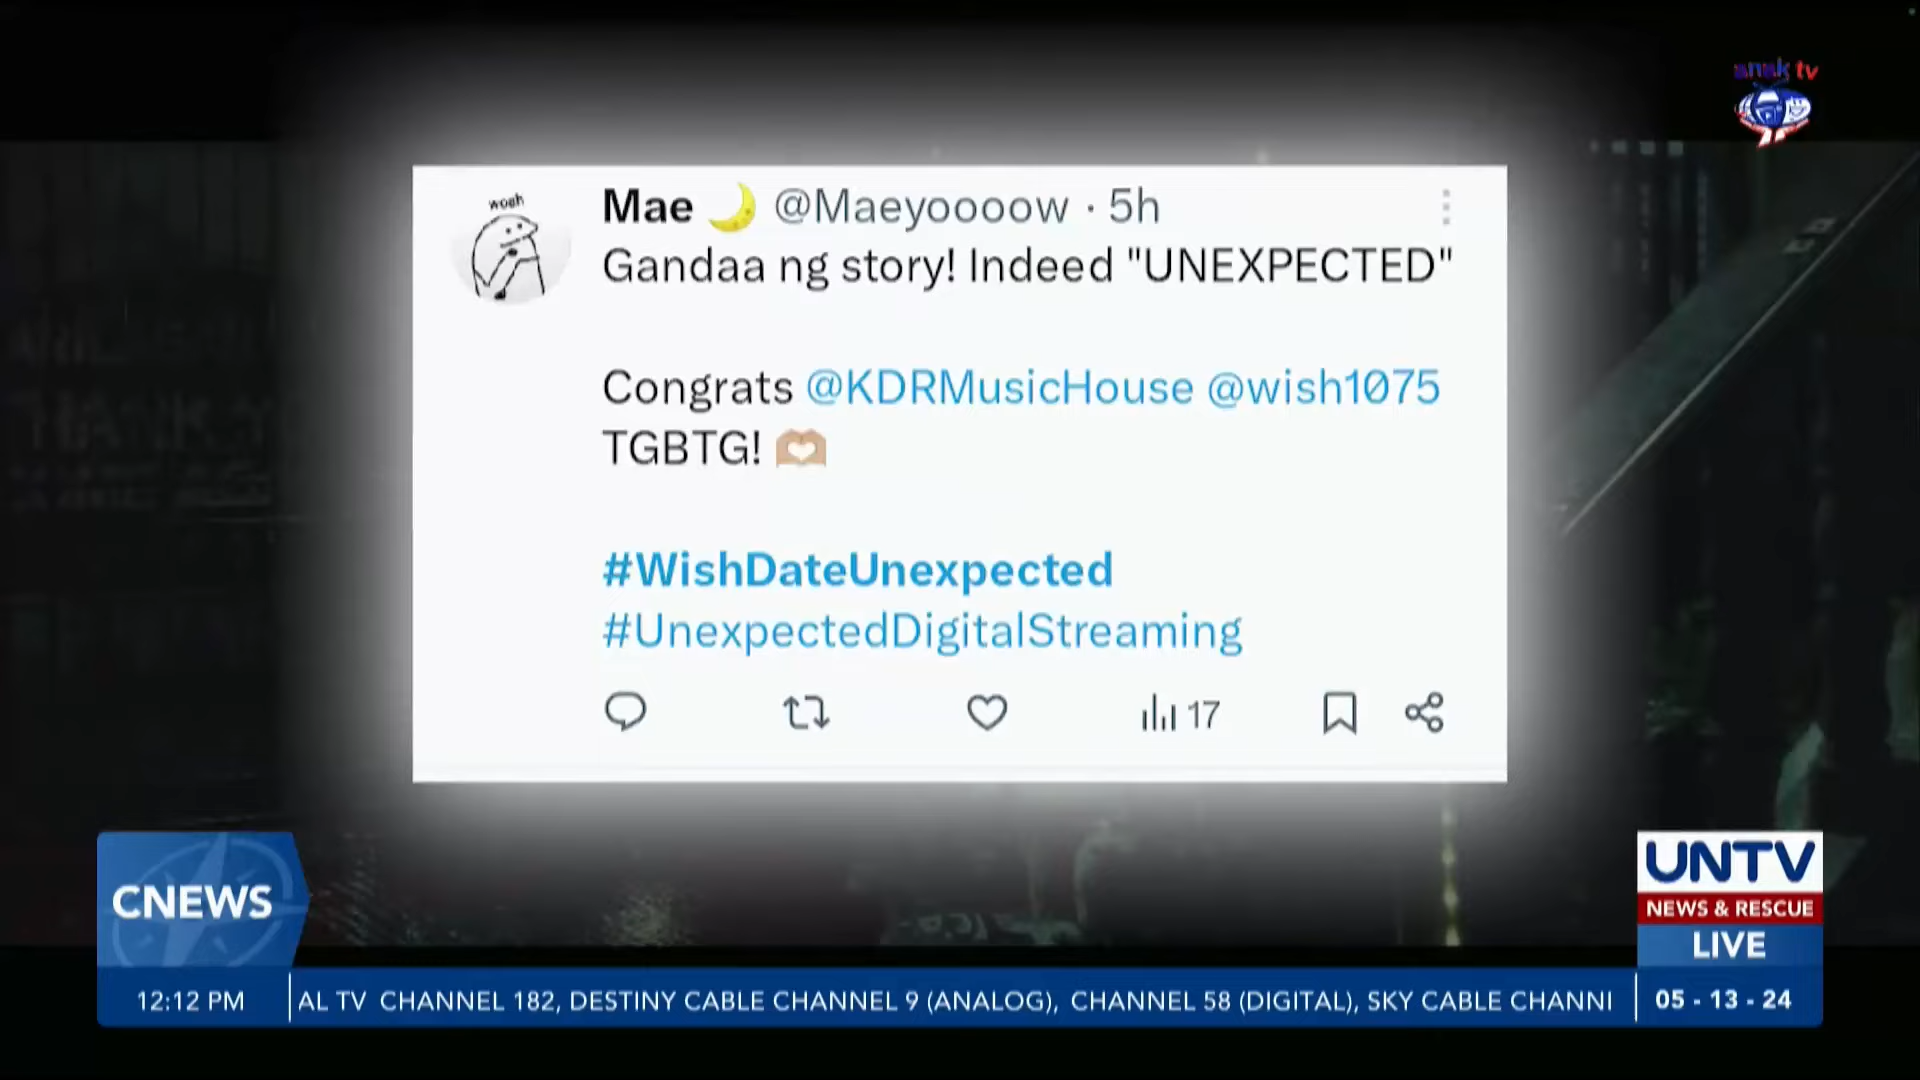 anak tv
woah
Mae 🌙 @Maeyoooow · 5h
Gandaa ng story! Indeed "UNEXPECTED"
Congrats @KDRMusicHouse @wish1075
TGBTG! 🫶🏼
#WishDateUnexpected
#UnexpectedDigitalStreaming
17
CNEWS
UNTV
NEWS & RESCUE
LIVE
12:12 PM
AL TV CHANNEL 182, DESTINY CABLE CHANNEL 9 (ANALOG), CHANNEL 58 (DIGITAL), SKY CABLE CHANNI
05 - 13 - 24